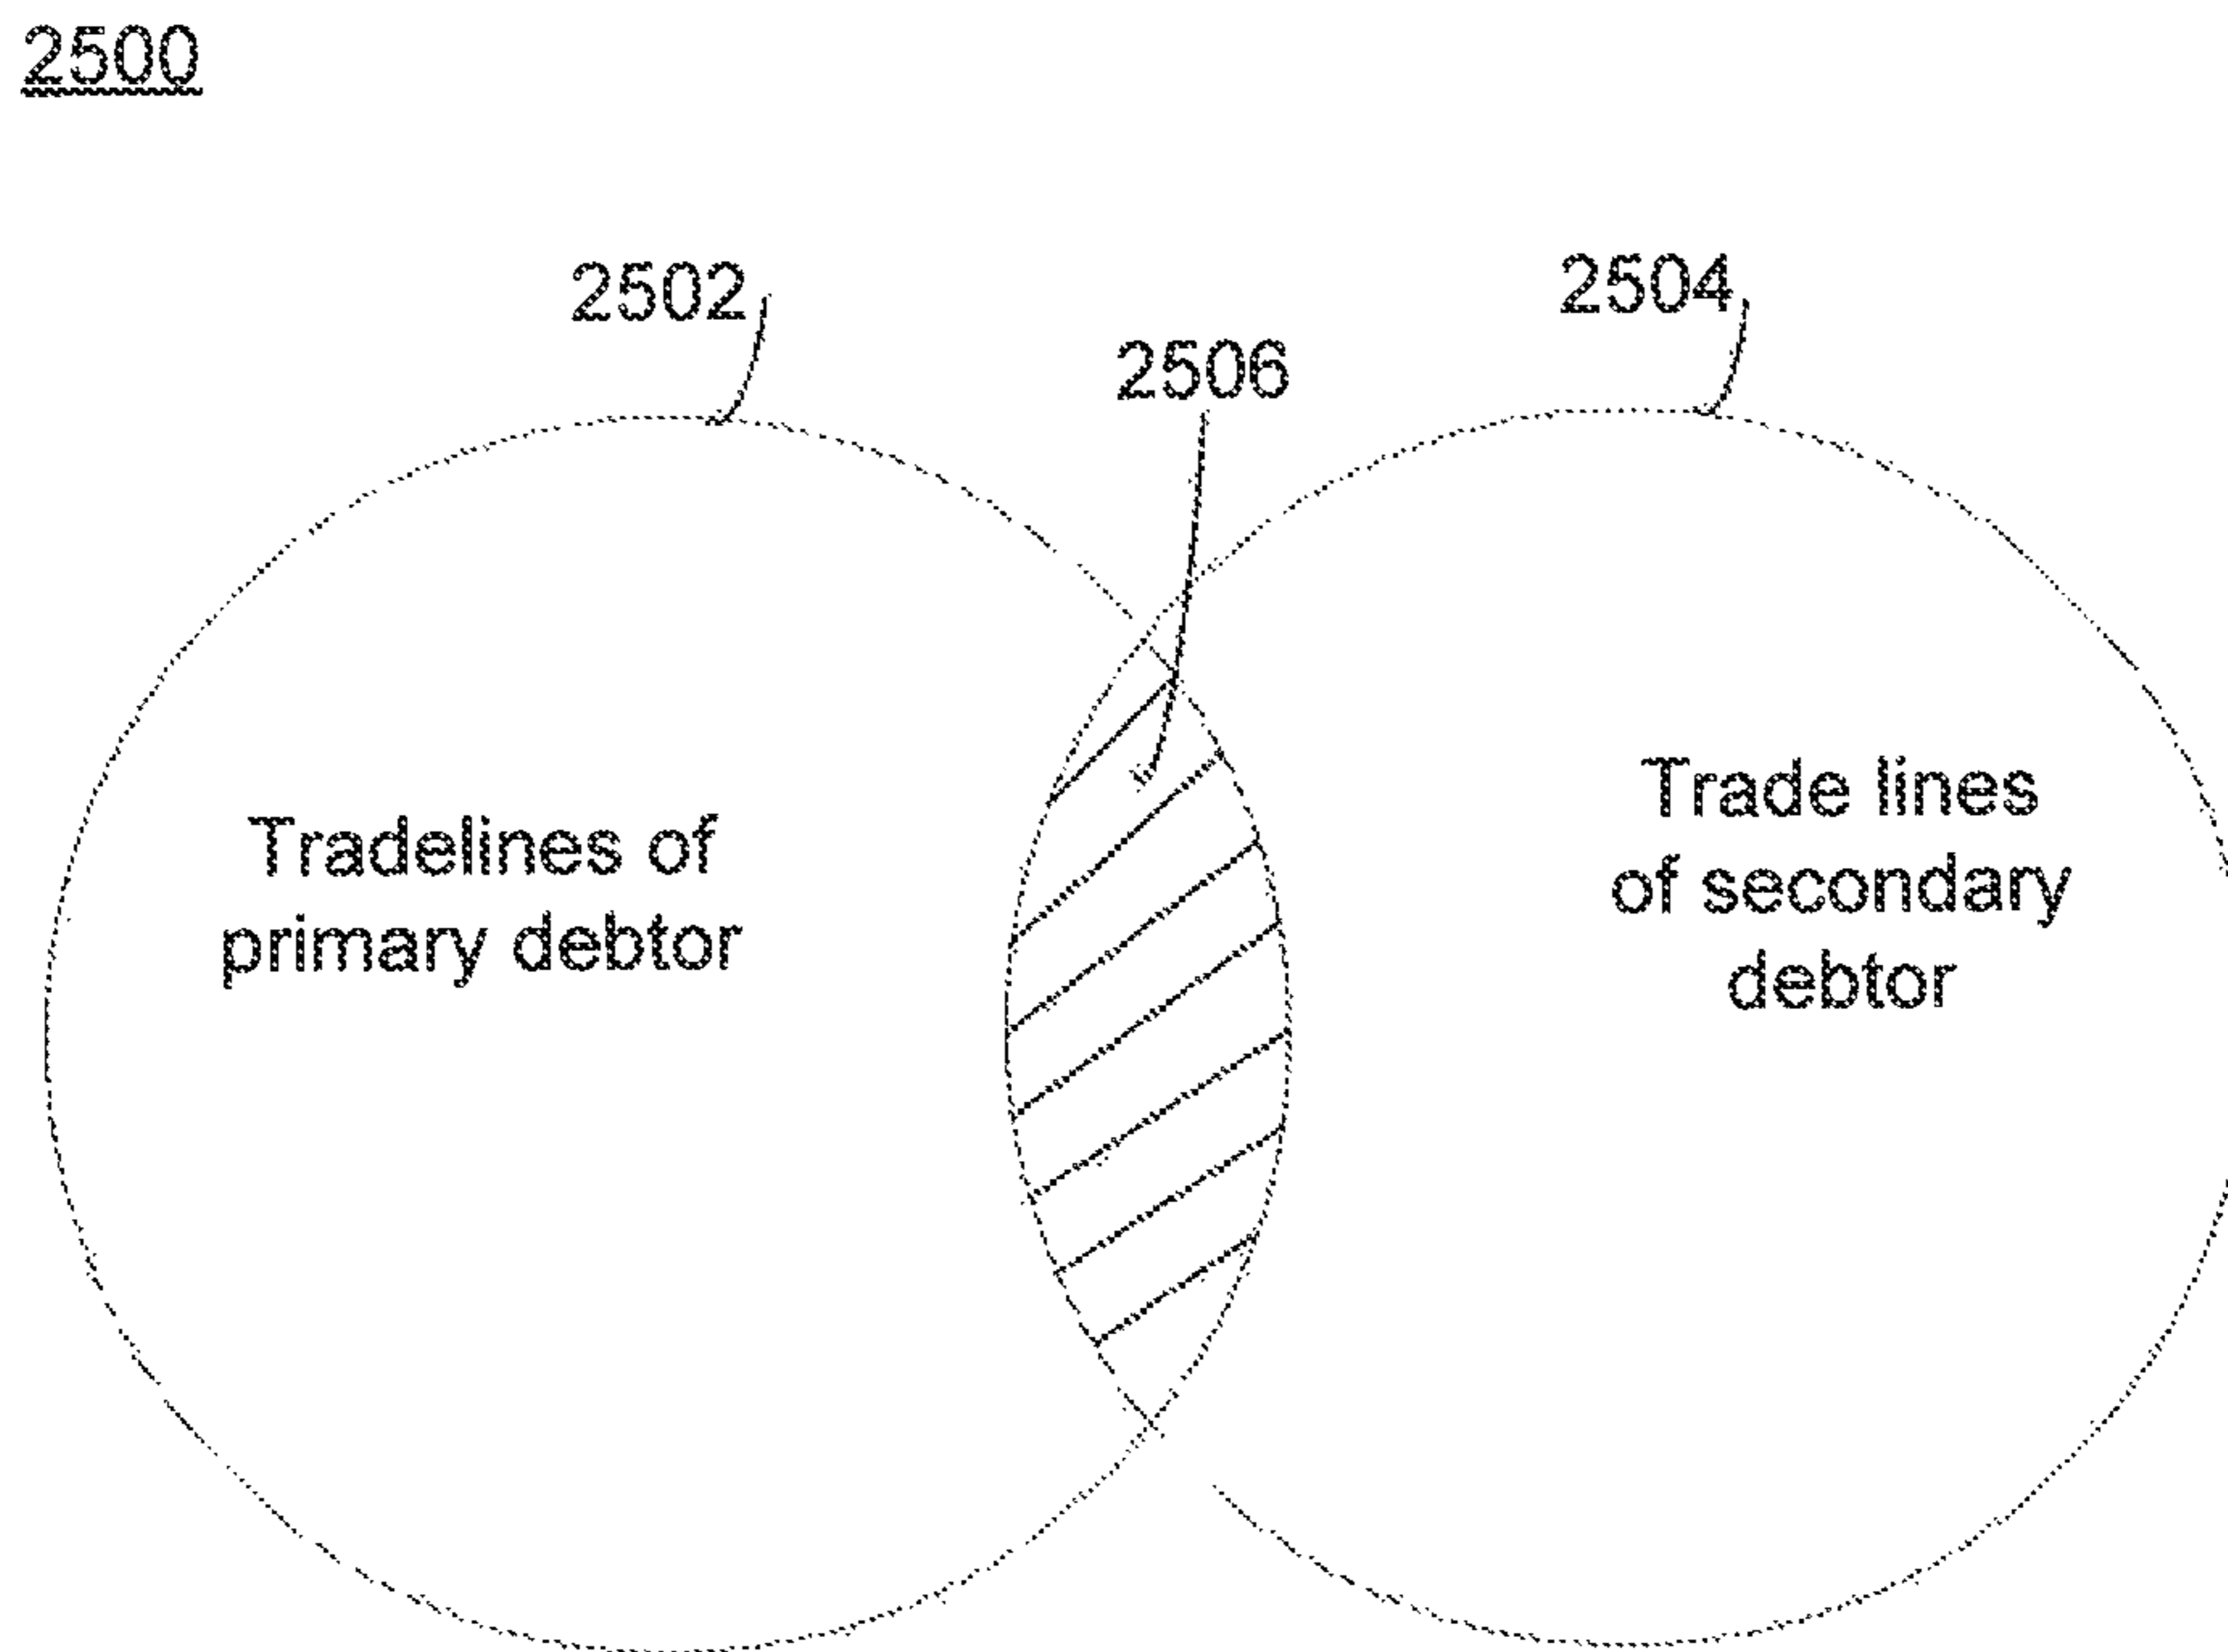 2500
2502
2504
2506
Tradelines of
primary debtor
Trade lines
of secondary
debtor